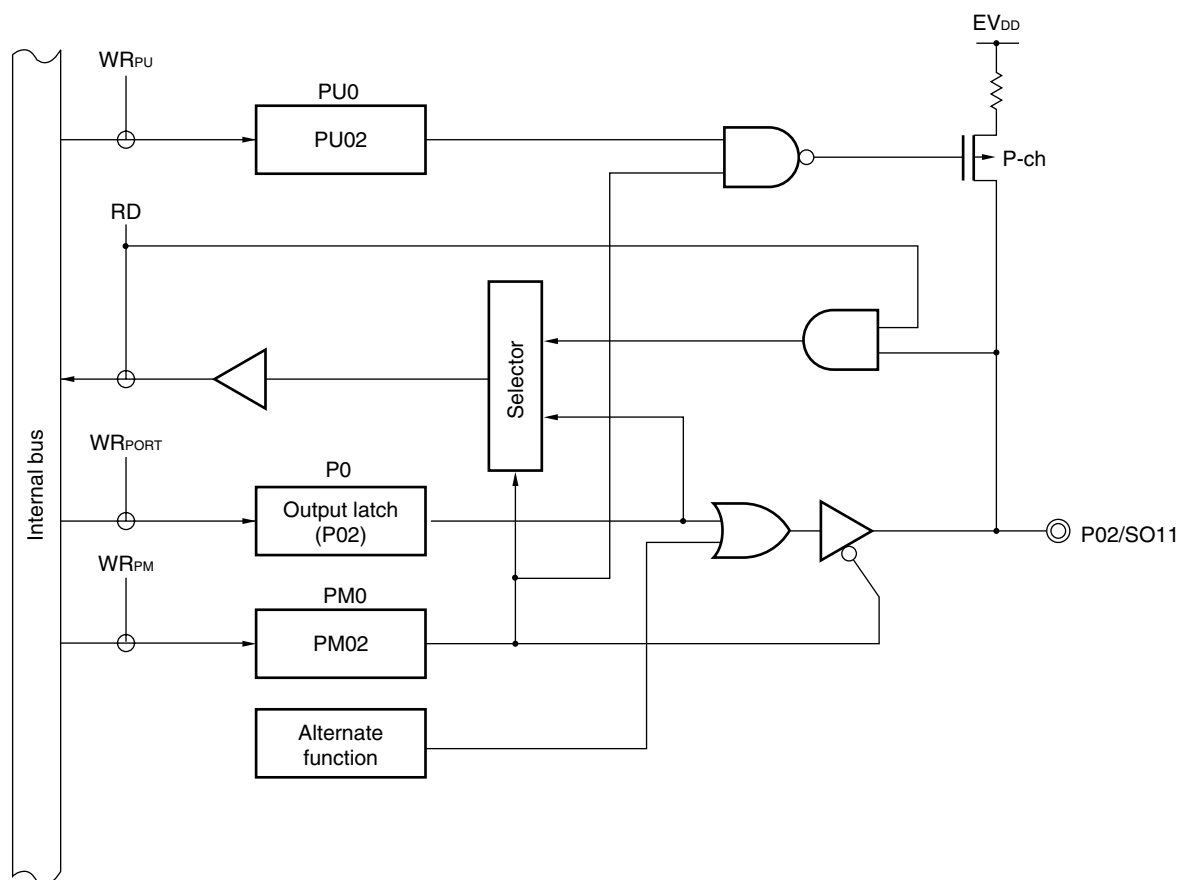 EVDD
WRPU
PU0
PU02
P-ch
RD
Selector
WRPORT
P0
Output latch
(P02)
P02/SO11
Internal bus
WRPM
PM0
PM02
Alternate
function